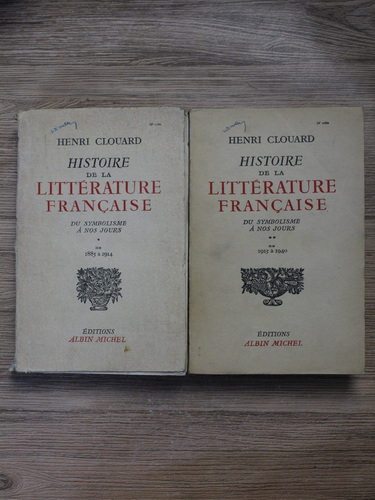 HENRI CLOUARD
HISTOIRE
DE LA
LITTÉRATURE
FRANÇAISE
DU SYMBOLISME
À NOS JOURS
*
**
1885 à 1914
ÉDITIONS
ALBIN MICHEL
HENRI CLOUARD
HISTOIRE
DE LA
LITTÉRATURE
FRANÇAISE
DU SYMBOLISME
À NOS JOURS
**
**
1915 à 1940
ÉDITIONS
ALBIN MICHEL